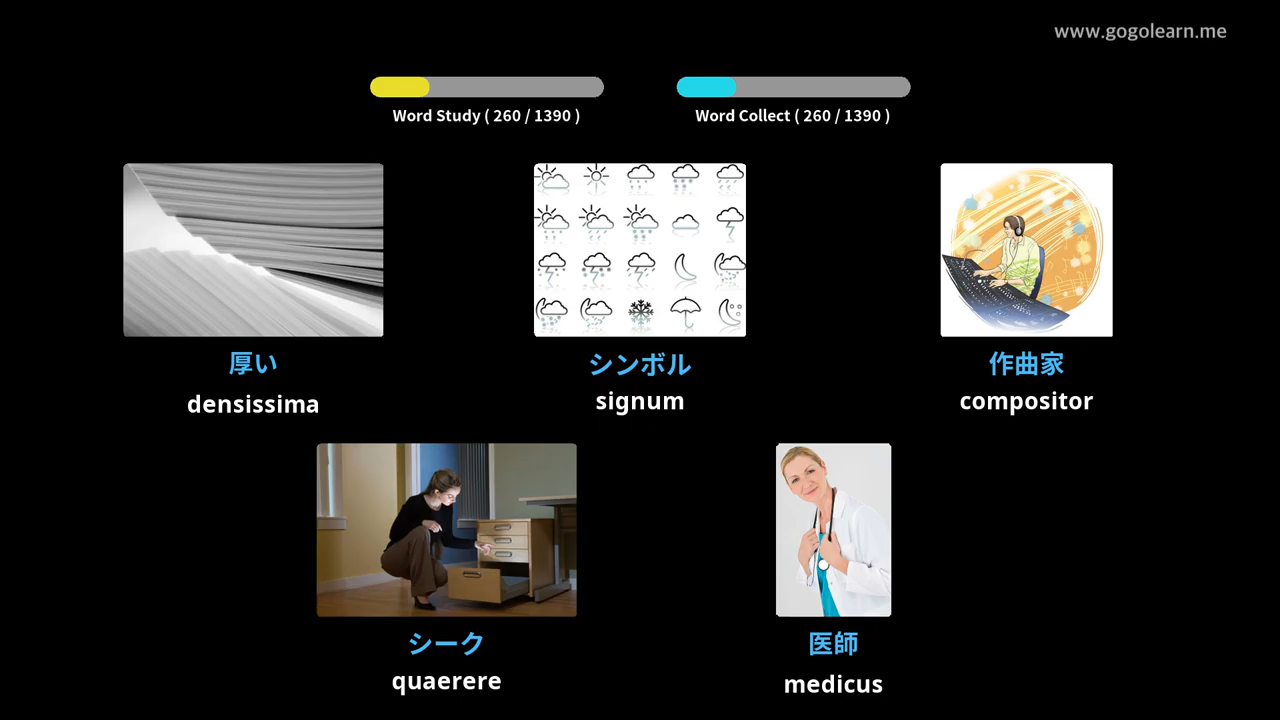 www.gogolearn.me
Word Study ( 260 / 1390 )
Word Collect ( 260 / 1390 )
厚い
densissima
シンボル
signum
作曲家
compositor
シーク
quaerere
医師
medicus